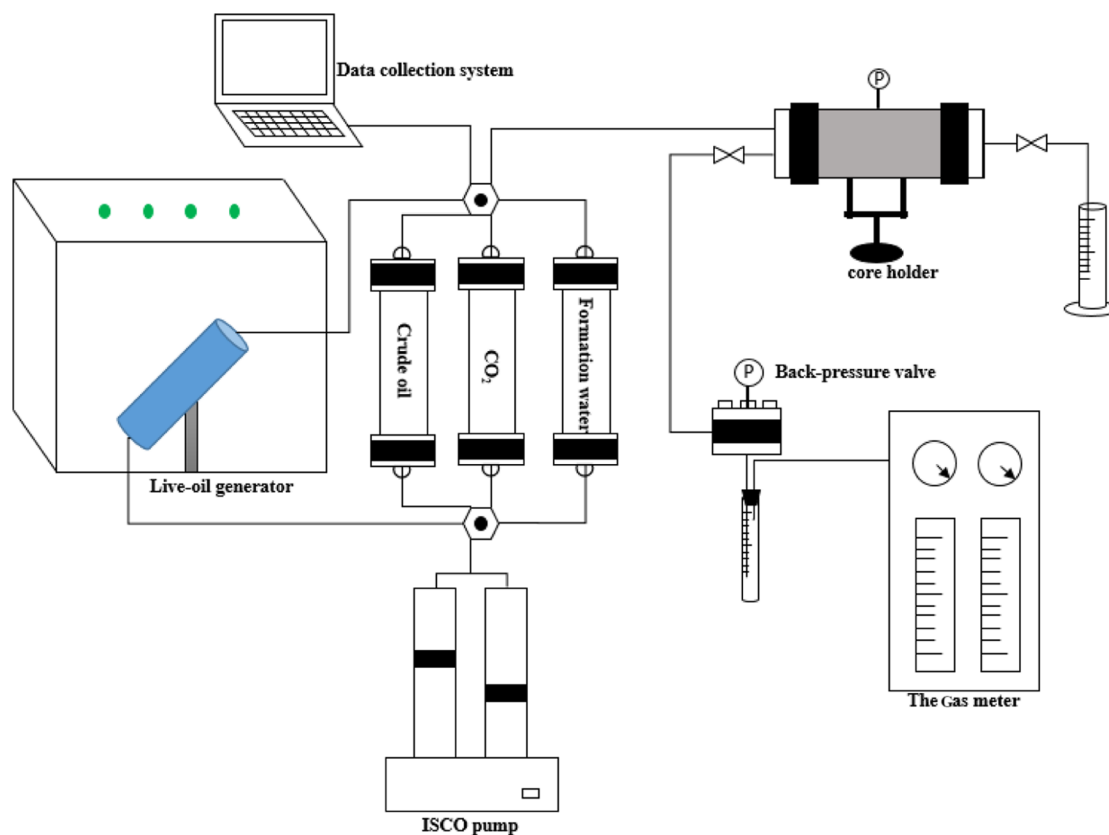 Data collection system
P
core holder
Crude oil
CO₂
Formation water
P
Back-pressure valve
Live-oil generator
The Gas meter
ISCO pump